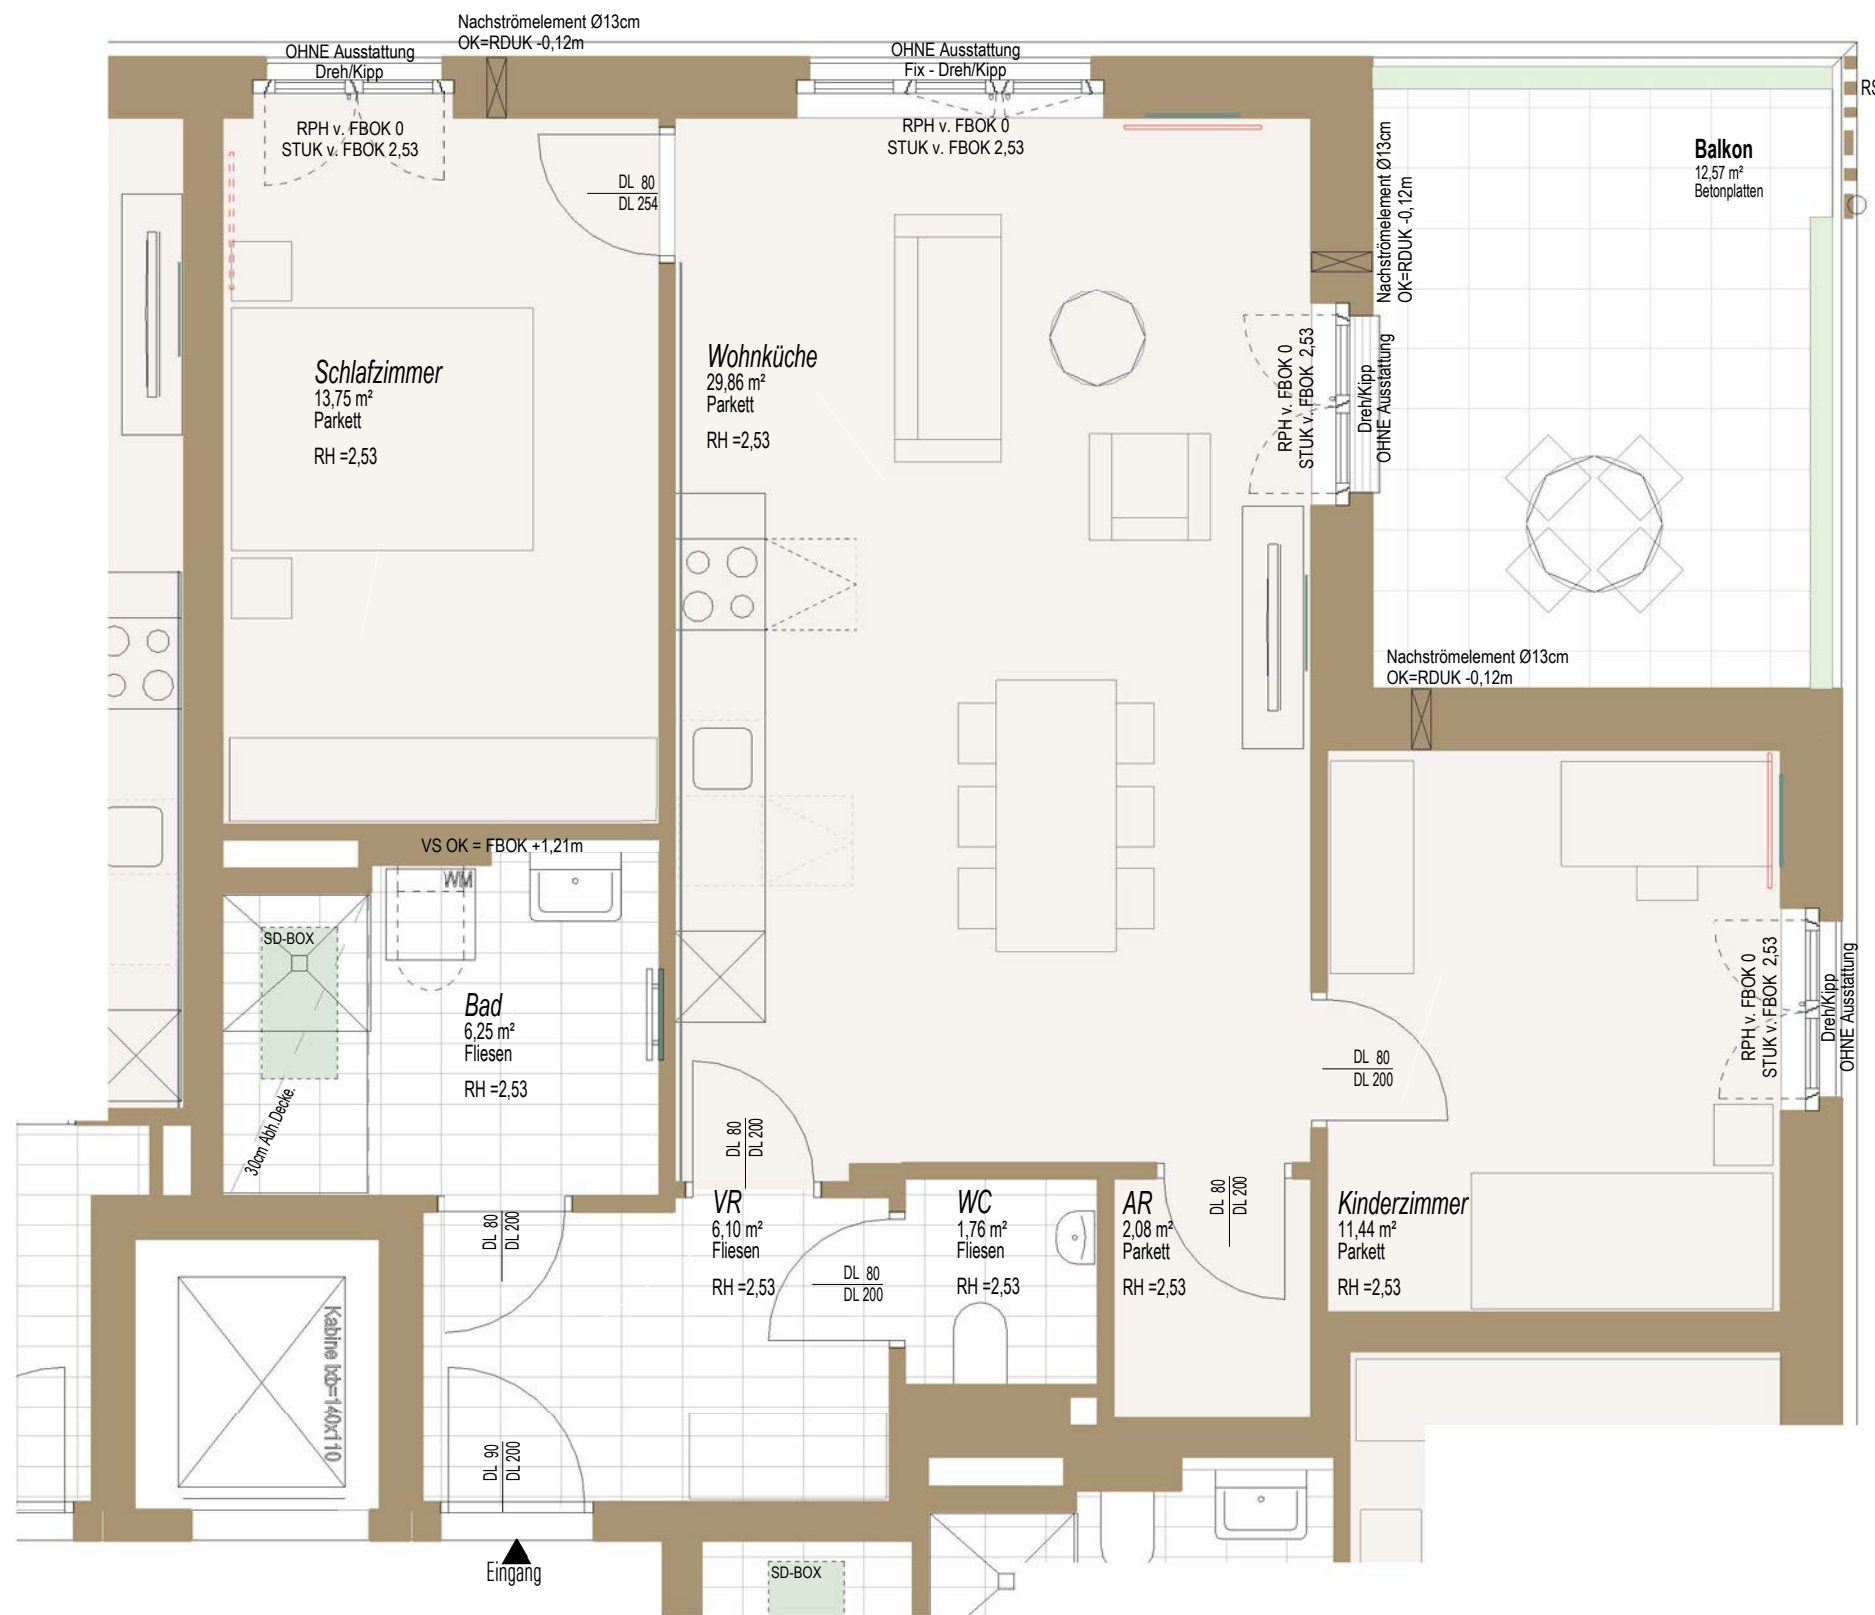 Nachströmelement Ø13cm
OK=RDUK -0,12m
OHNE Ausstattung
Dreh/Kipp
OHNE Ausstattung
Fix - Dreh/Kipp
RPH v. FBOK 0
STUK v. FBOK 2,53
RPH v. FBOK 0
STUK v. FBOK 2,53
DL 80
DL 254
Nachströmelement Ø13cm
OK=RDUK -0,12m
Balkon
12,57 m²
Betonplatten
RS
Schlafzimmer
13,75 m²
Parkett
RH =2,53
Wohnküche
29,86 m²
Parkett
RH =2,53
RPH v. FBOK 0
STUK v. FBOK 2,53
Dreh/Kipp
OHNE Ausstattung
Nachströmelement Ø13cm
OK=RDUK -0,12m
VS OK = FBOK +1,21m
WM
SD-BOX
Bad
6,25 m²
Fliesen
RH =2,53
30cm Abh.Decke.
RPH v. FBOK 0
STUK v. FBOK 2,53
Dreh/Kipp
OHNE Ausstattung
DL 80
DL 200
DL 80
DL 200
DL 80
DL 200
VR
6,10 m²
Fliesen
RH =2,53
DL 80
DL 200
WC
1,76 m²
Fliesen
RH =2,53
AR
2,08 m²
Parkett
RH =2,53
DL 80
DL 200
Kinderzimmer
11,44 m²
Parkett
RH =2,53
Kabine lxb=140x110
DL 90
DL 200
Eingang
SD-BOX